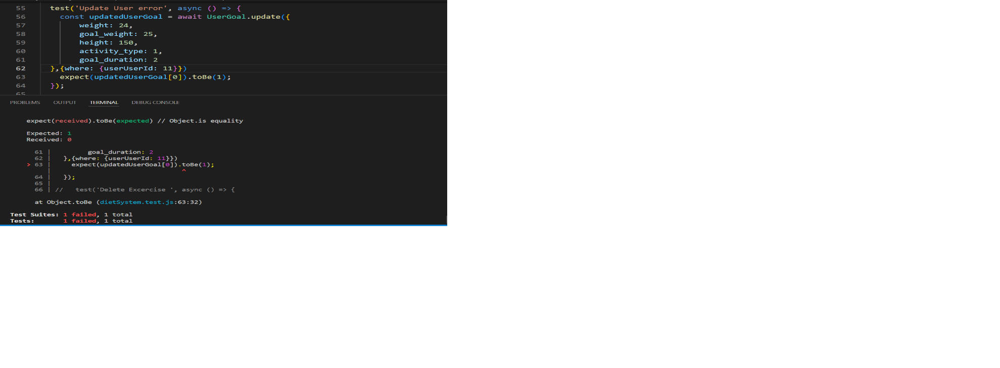 55 test('Update User error', async () => {
56 const updatedUserGoal = await UserGoal.update({
57 weight: 24,
58 goal_weight: 25,
59 height: 150,
60 activity_type: 1,
61 goal_duration: 2
62 },{where: {userUserId: 11}})
63 expect(updatedUserGoal[0]).toBe(1);
64 });
65
PROBLEMS OUTPUT TERMINAL DEBUG CONSOLE
expect(received).toBe(expected) // Object.is equality
Expected: 1
Received: 0
61 | goal_duration: 2
62 | },{where: {userUserId: 11}})
> 63 | expect(updatedUserGoal[0]).toBe(1);
| ^
64 | });
65 |
66 | // test('Delete Excercise ', async () => {
at Object.toBe (dietSystem.test.js:63:32)
Test Suites: 1 failed, 1 total
Tests: 1 failed, 1 total